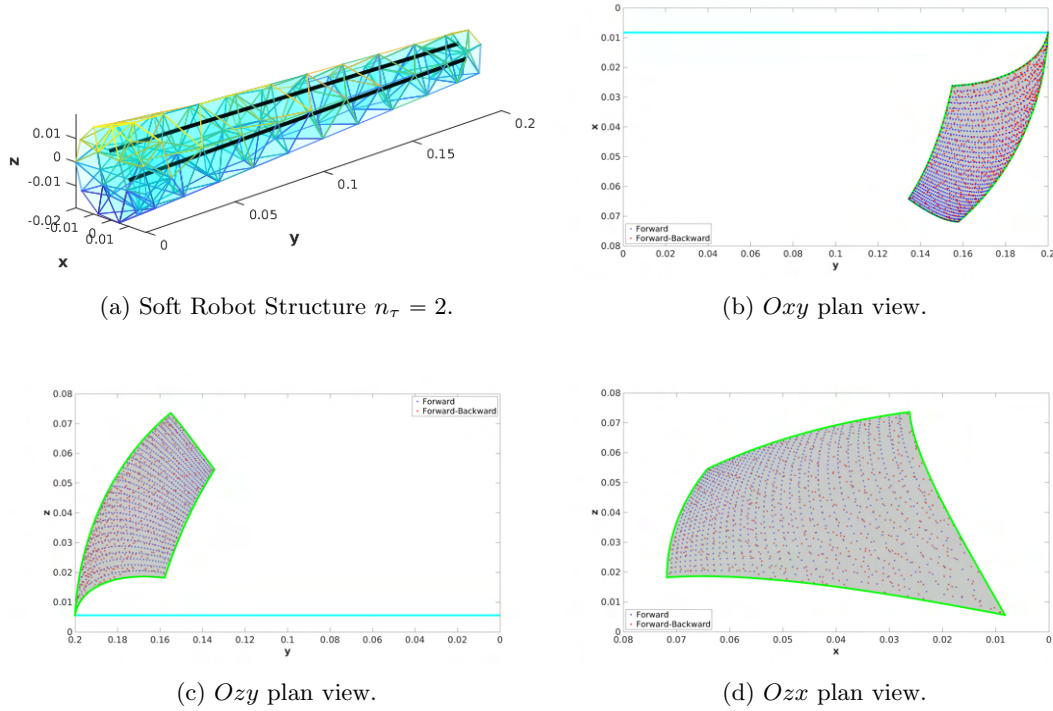 0.01
0
-0.01
z
-0.02
0
0.01
x
0
0.05
0.1
0.15
0.2
y
(a) Soft Robot Structure nτ = 2.
0
0.01
0.02
0.03
0.04
0.05
0.06
0.07
0.08
x
Forward
Forward-Backward
0 0.02 0.04 0.06 0.08 0.1 0.12 0.14 0.16 0.18 0.2
y
(b) Oxy plan view.
0.08
0.07
0.06
0.05
0.04
0.03
0.02
0.01
0
z
Forward
Forward-Backward
0.2 0.18 0.16 0.14 0.12 0.1 0.08 0.06 0.04 0.02 0
y
(c) Ozy plan view.
0.08
0.07
0.06
0.05
0.04
0.03
0.02
0.01
0
z
Forward
Forward-Backward
0.08 0.07 0.06 0.05 0.04 0.03 0.02 0.01 0
x
(d) Ozx plan view.